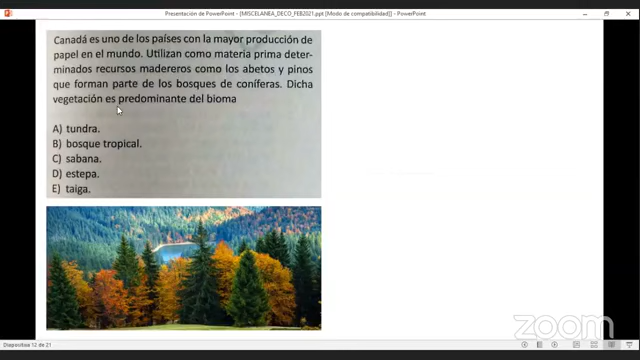 Presentación de PowerPoint - [MISCELANEA_DECO_FEB2021.ppt [Modo de compatibilidad]
Canadá es uno de los países con la mayor producción de
papel en el mundo. Utilizan como materia prima deter-
minados recursos madereros como los abetos y pinos
que forman parte de los bosques de coníferas. Dicha
vegetación es predominante del bioma
A) tundra.
B) bosque tropical.
C) sabana.
D) estepa.
E) taiga.
zoom
Diapositiva 12 de 21